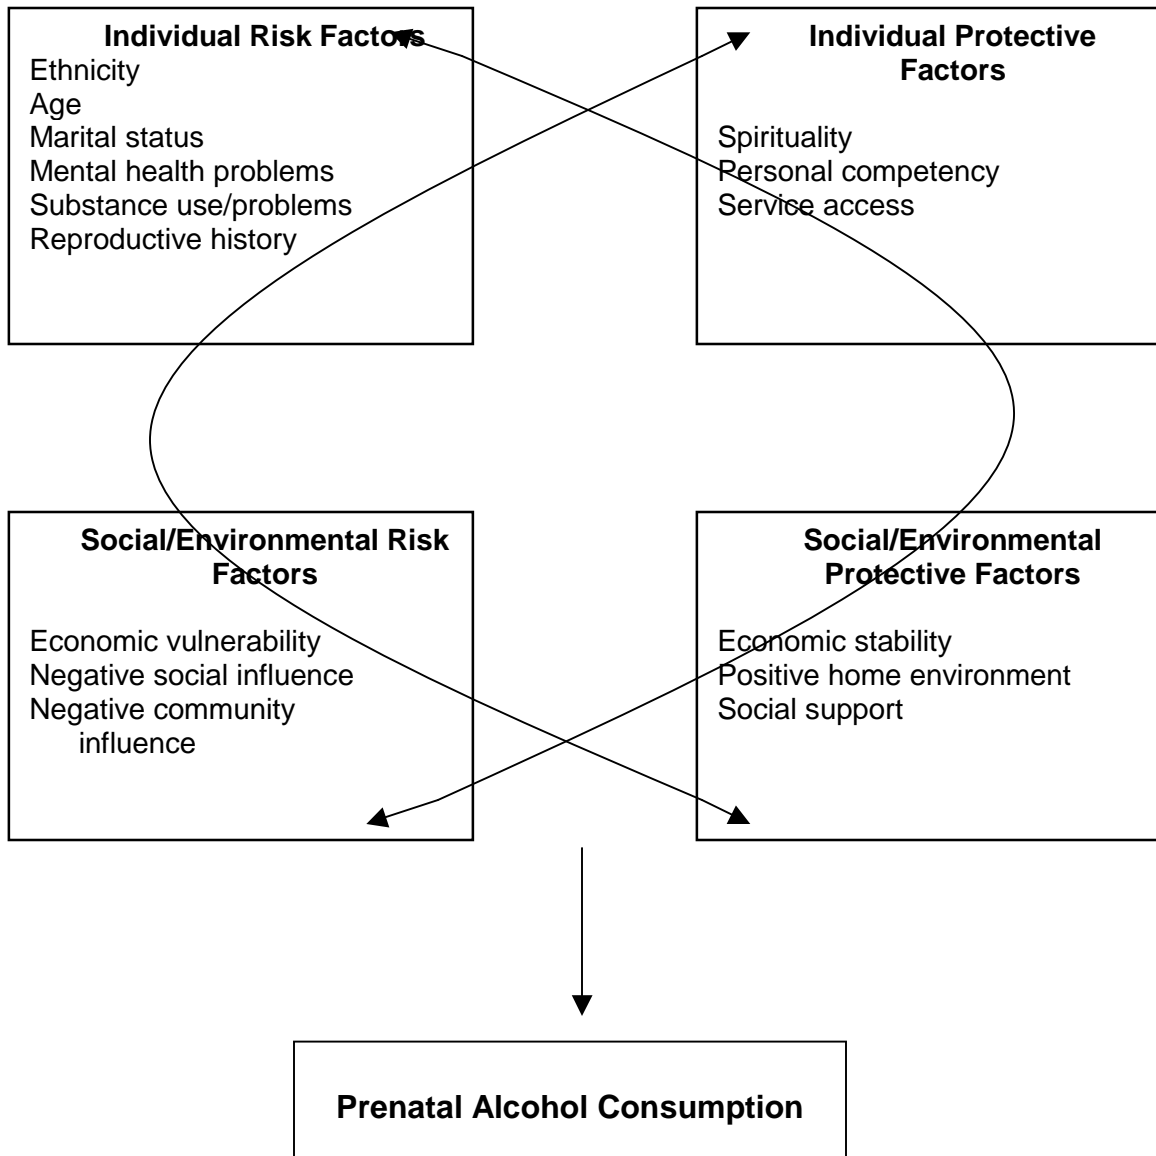 Individual Risk Factors
Ethnicity
Age
Marital status
Mental health problems
Substance use/problems
Reproductive history
Individual Protective
Factors
Spirituality
Personal competency
Service access
Social/Environmental Risk
Factors
Economic vulnerability
Negative social influence
Negative community
influence
Social/Environmental
Protective Factors
Economic stability
Positive home environment
Social support
Prenatal Alcohol Consumption